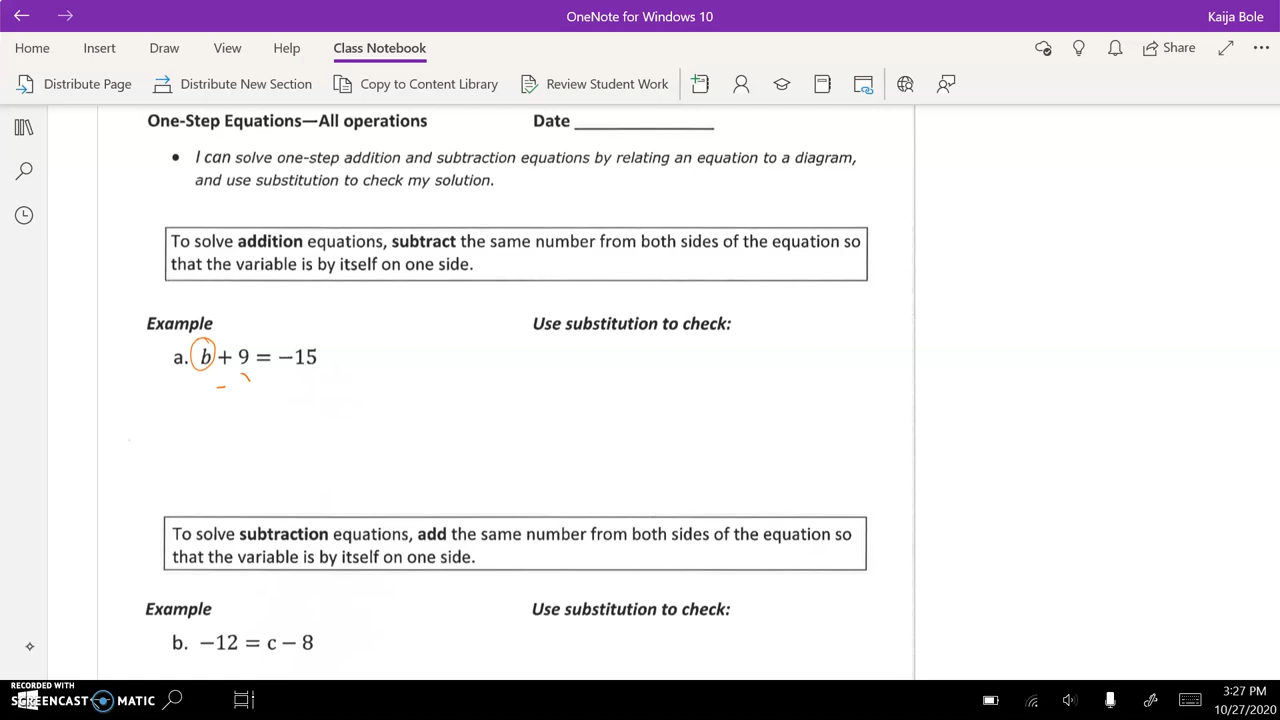 OneNote for Windows 10
Kaija Bole
Home Insert Draw View Help Class Notebook Share
Distribute Page Distribute New Section Copy to Content Library Review Student Work
One-Step Equations—All operations Date _______________
• I can solve one-step addition and subtraction equations by relating an equation to a diagram,
and use substitution to check my solution.
To solve addition equations, subtract the same number from both sides of the equation so
that the variable is by itself on one side.
Example Use substitution to check:
a. b + 9 = −15
-
To solve subtraction equations, add the same number from both sides of the equation so
that the variable is by itself on one side.
Example Use substitution to check:
b. −12 = c − 8
RECORDED WITH
SCREENCAST MATIC
3:27 PM
10/27/2020